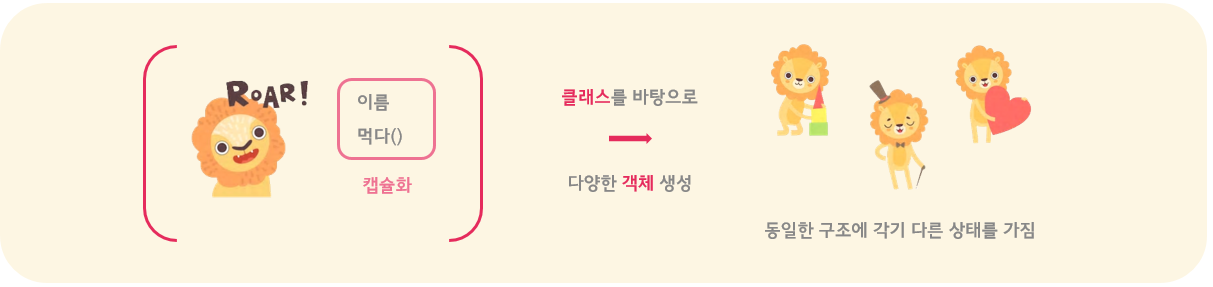 ROAR!
이름
먹다()
캡슐화
클래스를 바탕으로
다양한 객체 생성
동일한 구조에 각기 다른 상태를 가짐